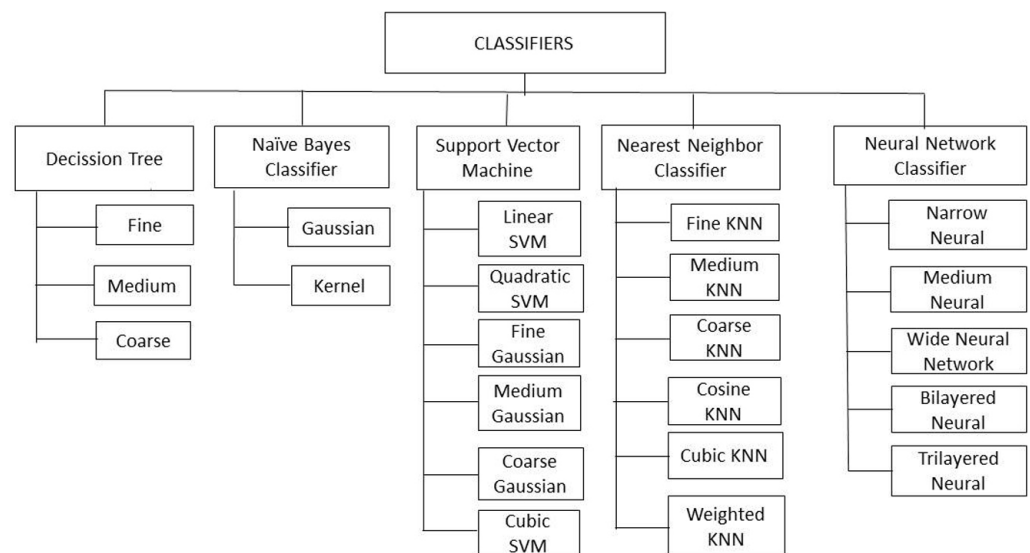 CLASSIFIERS
Decission Tree
Fine
Medium
Coarse
Naïve Bayes
Classifier
Gaussian
Kernel
Support Vector
Machine
Linear
SVM
Quadratic
SVM
Fine
Gaussian
Medium
Gaussian
Coarse
Gaussian
Cubic
SVM
Nearest Neighbor
Classifier
Fine KNN
Medium
KNN
Coarse
KNN
Cosine
KNN
Cubic KNN
Weighted
KNN
Neural Network
Classifier
Narrow
Neural
Medium
Neural
Wide Neural
Network
Bilayered
Neural
Trilayered
Neural